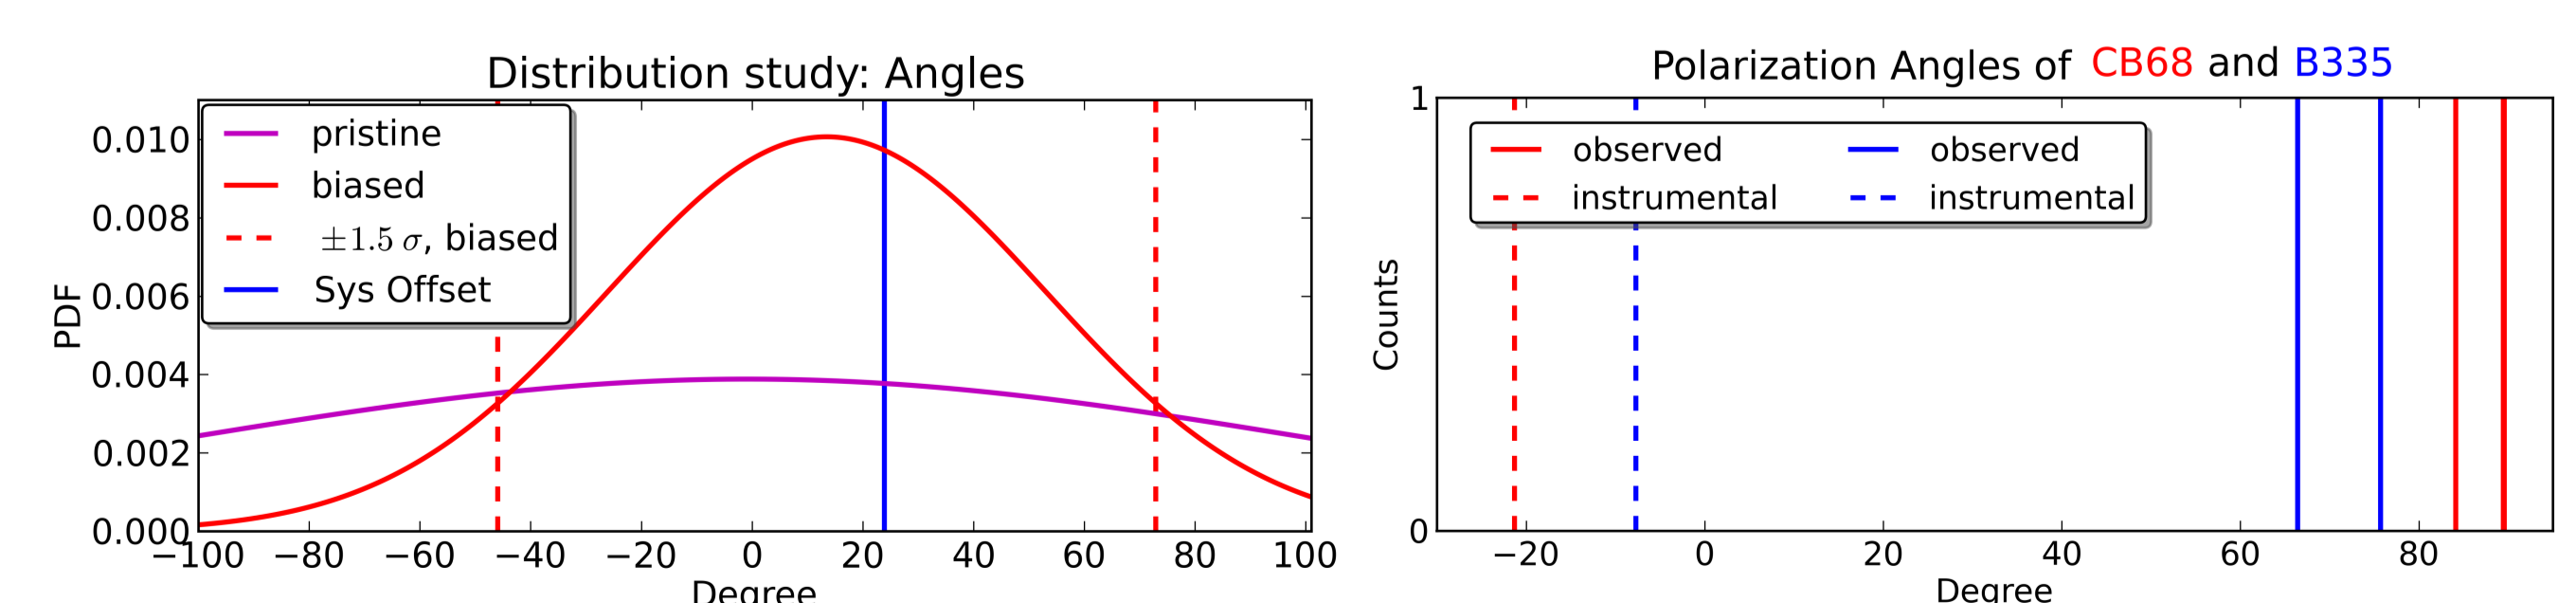 Distribution study: Angles
pristine
biased
±1.5 σ, biased
Sys Offset
PDF
0.010
0.008
0.006
0.004
0.002
0.000
−100 −80 −60 −40 −20 0 20 40 60 80 100
Degree
Polarization Angles of CB68 and B335
observed observed
instrumental instrumental
Counts
1
0
−20 0 20 40 60 80
Degree